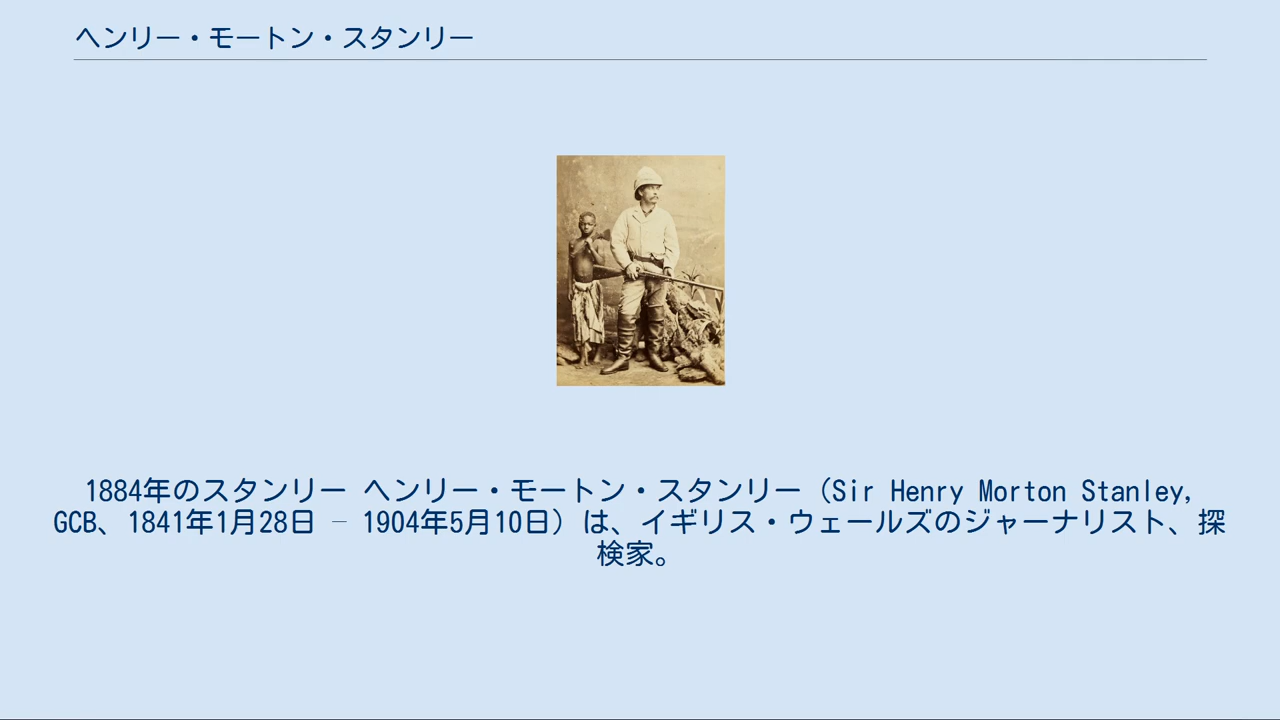 ヘンリー・モートン・スタンリー
1884年のスタンリー ヘンリー・モートン・スタンリー（Sir Henry Morton Stanley,
GCB、1841年1月28日 – 1904年5月10日）は、イギリス・ウェールズのジャーナリスト、探
検家。